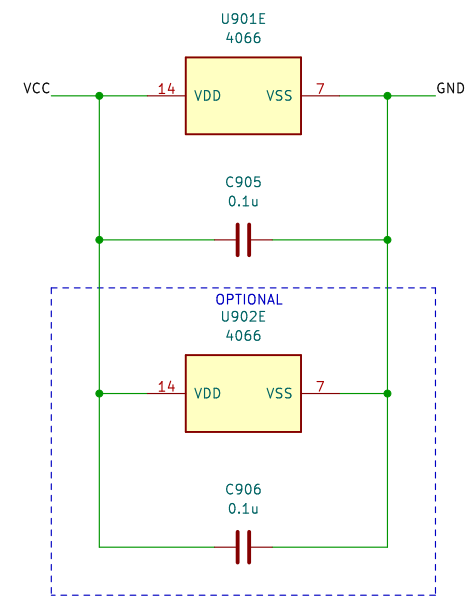 U901E
4066
VCC
14
VDD
VSS
7
GND
C905
0.1u
OPTIONAL
U902E
4066
14
VDD
VSS
7
C906
0.1u